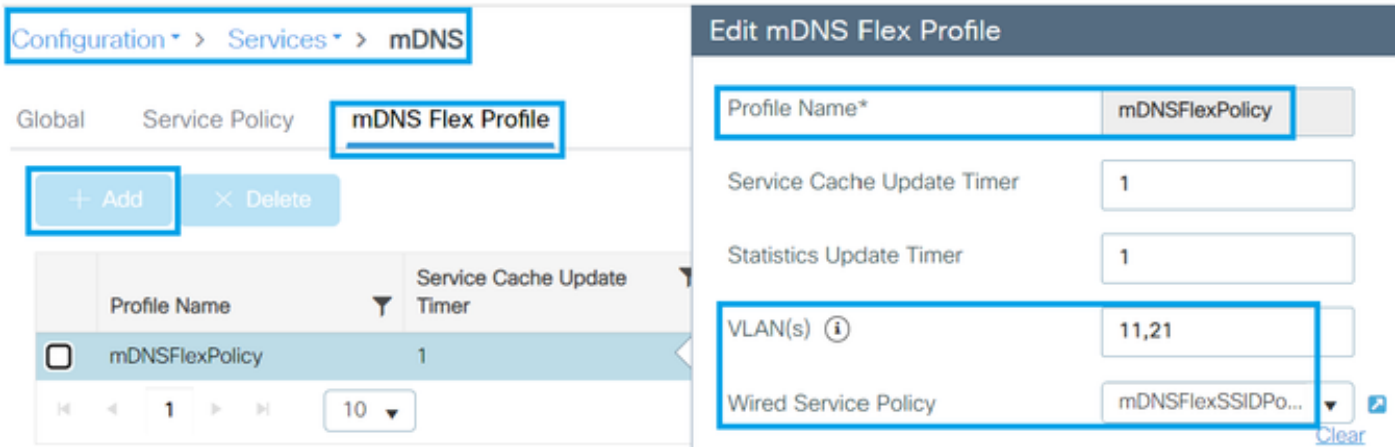 Configuration > Services > mDNS
Global Service Policy mDNS Flex Profile
+ Add × Delete
Profile Name Service Cache Update Timer
mDNSFlexPolicy 1
1 10
Edit mDNS Flex Profile
Profile Name* mDNSFlexPolicy
Service Cache Update Timer 1
Statistics Update Timer 1
VLAN(s) i 11,21
Wired Service Policy mDNSFlexSSIDPo...
Clear